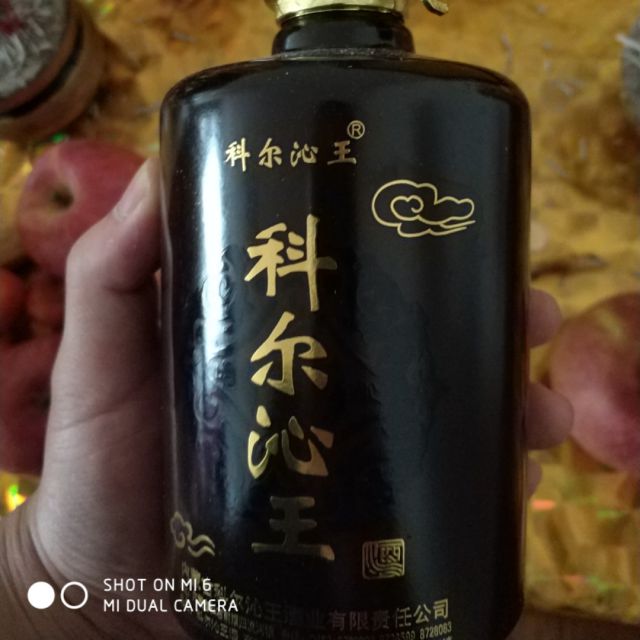 科尔沁王®
科尔沁王
尔沁王酒业有限责任公司
8728083
SHOT ON MI 6
MI DUAL CAMERA